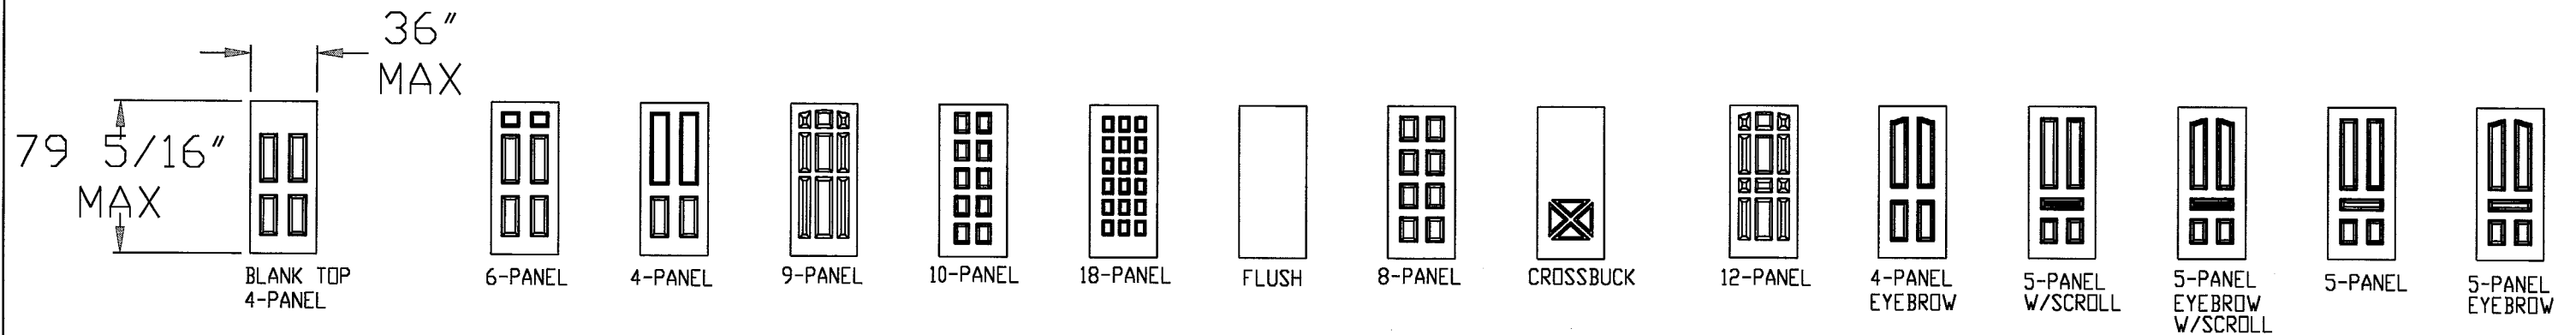 36"
MAX
79 5/16"
MAX
BLANK TOP
4-PANEL
6-PANEL
4-PANEL
9-PANEL
10-PANEL
18-PANEL
FLUSH
8-PANEL
CROSSBUCK
12-PANEL
4-PANEL
EYEBROW
5-PANEL
W/SCROLL
5-PANEL
EYEBROW
W/SCROLL
5-PANEL
5-PANEL
EYEBROW